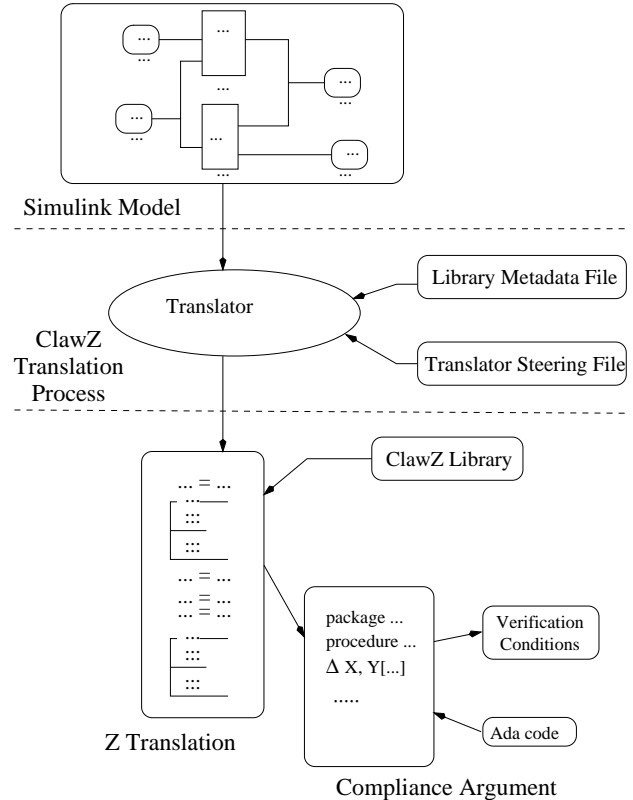 ...
...
...
...
...
...
...
...
...
...
...
...
Simulink Model
Translator
Library Metadata File
ClawZ
Translation
Process
Translator Steering File
ClawZ Library
... = ...
...
...
...
... = ...
... = ...
... = ...
...
...
...
package ...
procedure ...
Δ X, Y[...]
.....
Verification
Conditions
Ada code
Z Translation
Compliance Argument